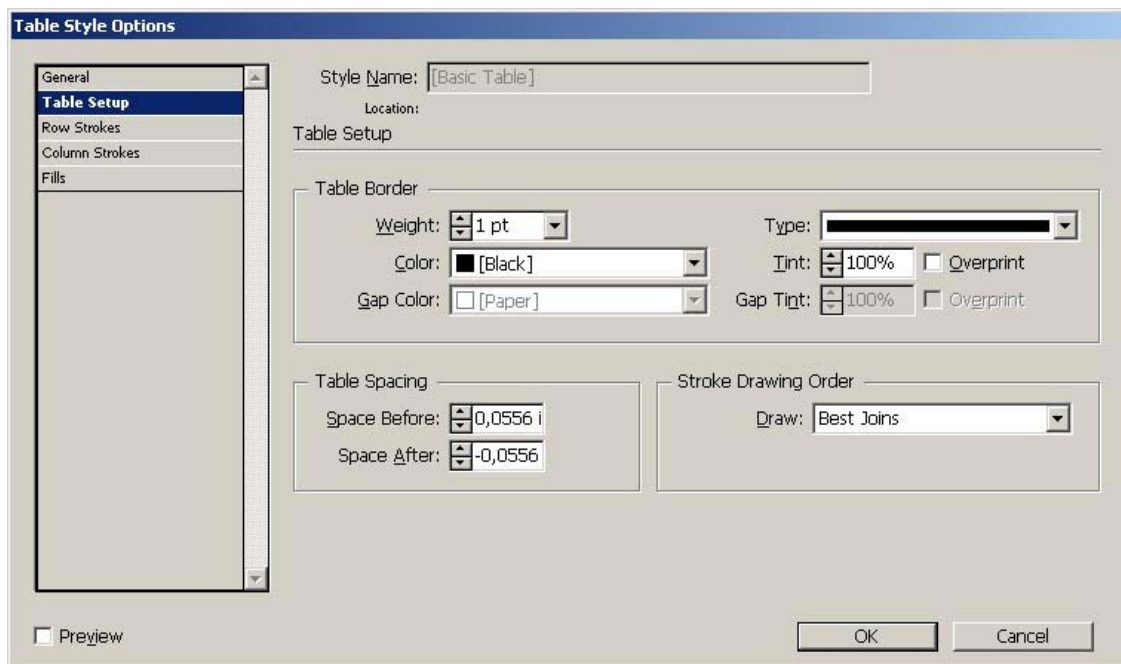 Table Style Options
General
Table Setup
Row Strokes
Column Strokes
Fills
Style Name: [Basic Table]
Location:
Table Setup
Table Border
Weight: 1 pt
Type:
Color: [Black]
Tint: 100% Overprint
Gap Color: [Paper]
Gap Tint: 100% Overprint
Table Spacing
Space Before: 0,0556 i
Space After: -0,0556
Stroke Drawing Order
Draw: Best Joins
Preview
OK
Cancel